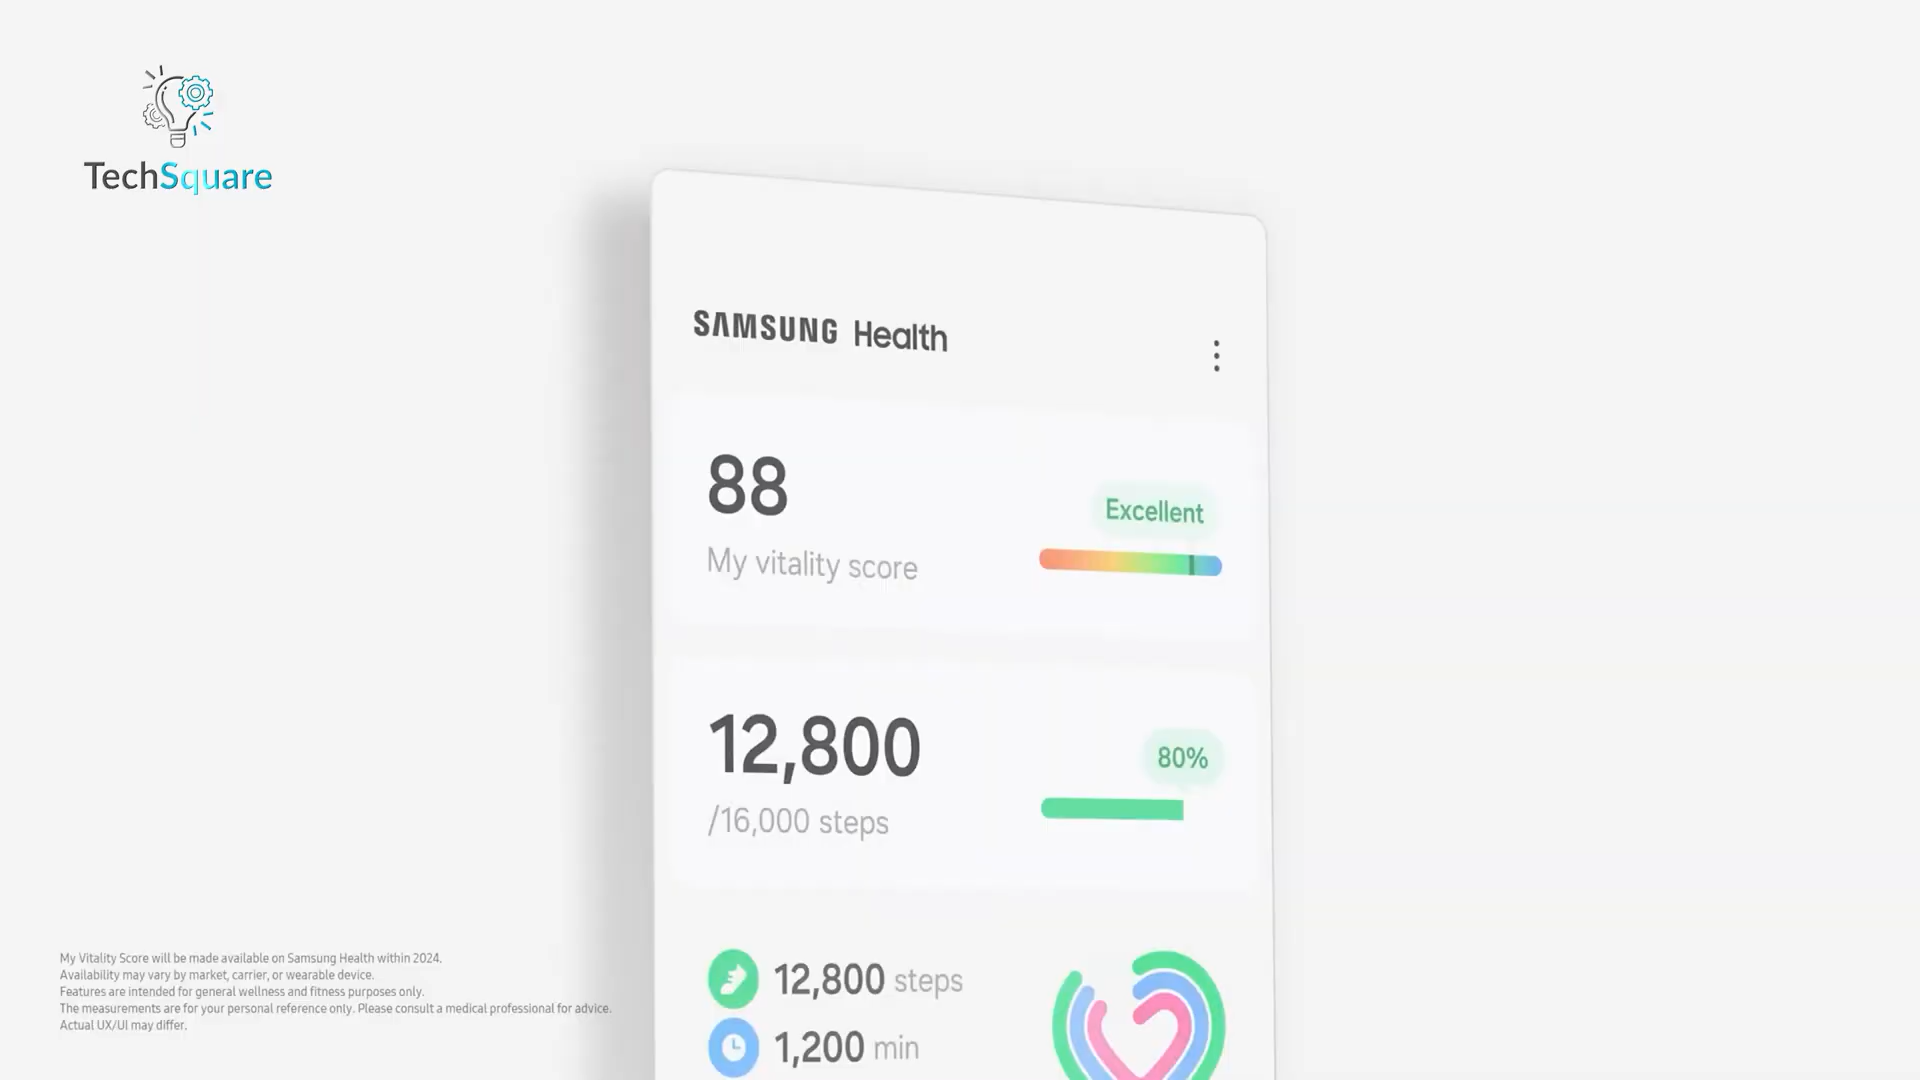 TechSquare
SAMSUNG Health
88
Excellent
My vitality score
12,800
80%
/16,000 steps
12,800 steps
1,200 min
My Vitality Score will be made available on Samsung Health within 2024.
Availability may vary by market, carrier, or wearable device.
Features are intended for general wellness and fitness purposes only.
The measurements are for your personal reference only. Please consult a medical professional for advice.
Actual UX/UI may differ.